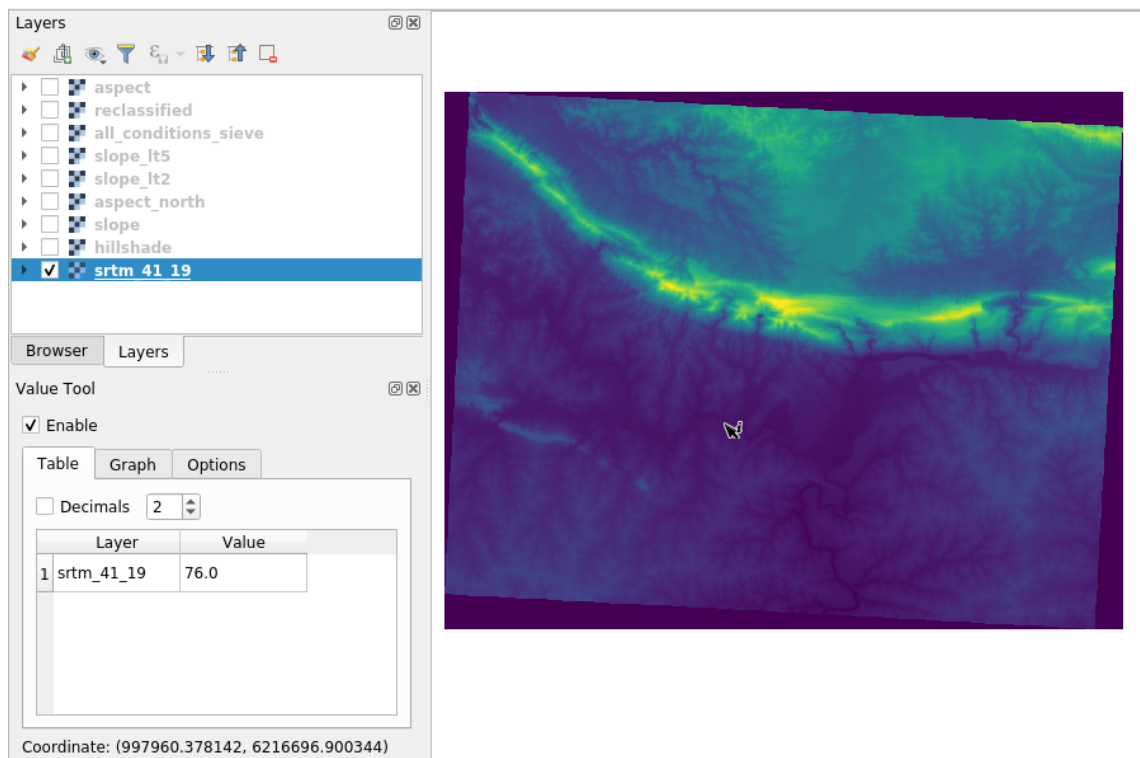 Layers
aspect
reclassified
all_conditions_sieve
slope_lt5
slope_lt2
aspect_north
slope
hillshade
srtm_41_19
Browser Layers
Value Tool
Enable
Table Graph Options
Decimals 2
Layer Value
1 srtm_41_19 76.0
Coordinate: (997960.378142, 6216696.900344)